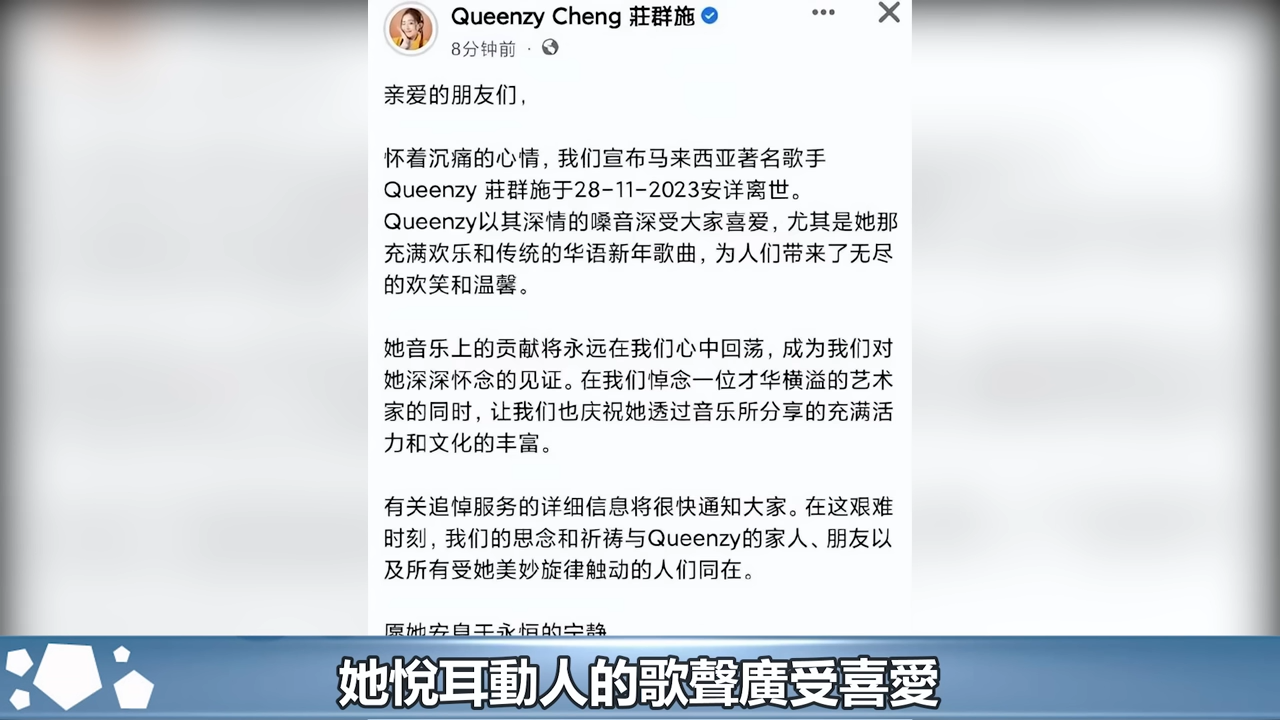 Queenzy Cheng 莊群施
8分钟前 ·
亲爱的朋友们，
怀着沉痛的心情，我们宣布马来西亚著名歌手
Queenzy 莊群施于28-11-2023安详离世。
Queenzy以其深情的嗓音深受大家喜爱，尤其是她那
充满欢乐和传统的华语新年歌曲，为人们带来了无尽
的欢笑和温馨。
她音乐上的贡献将永远在我们心中回荡，成为我们对
她深深怀念的见证。在我们悼念一位才华横溢的艺术
家的同时，让我们也庆祝她透过音乐所分享的充满活
力和文化的丰富。
有关追悼服务的详细信息将很快通知大家。在这艰难
时刻，我们的思念和祈祷与Queenzy的家人、朋友以
及所有受她美妙旋律触动的人们同在。
愿她安息于永恒的宁静
她悅耳動人的歌聲廣受喜愛